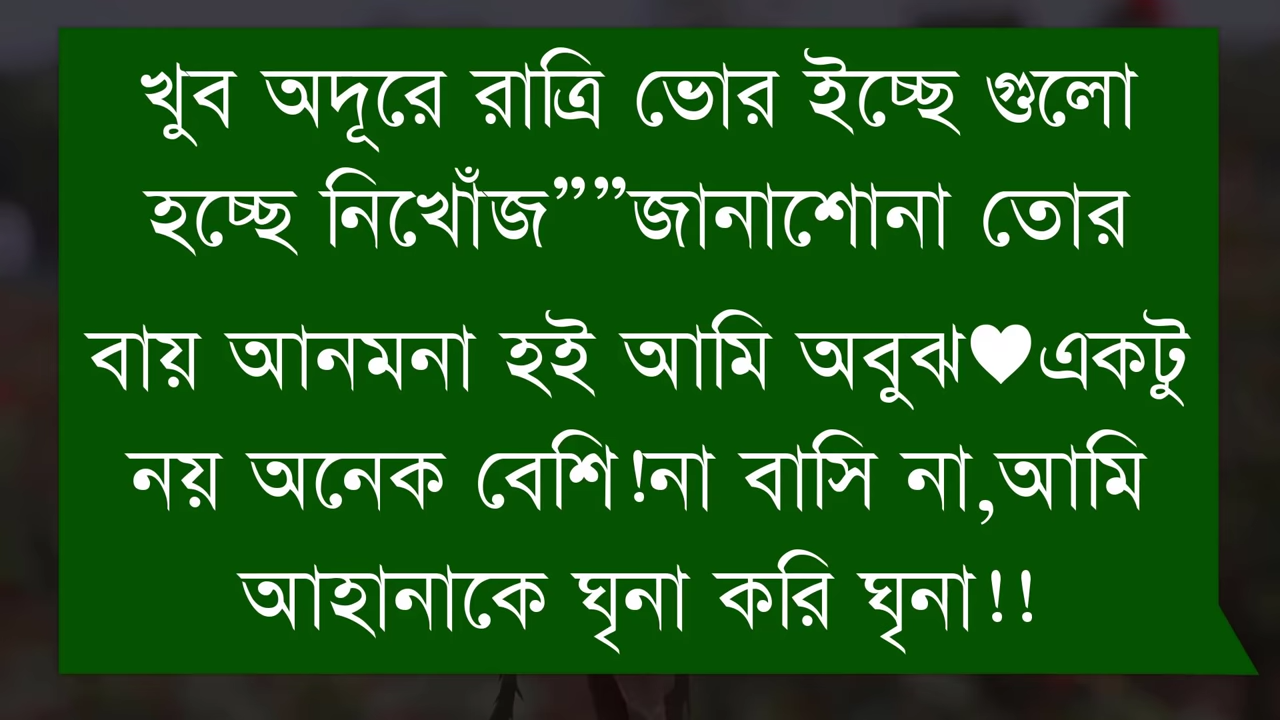 খুব অদূরে রাত্রি ভোর ইচ্ছে গুলো
হচ্ছে নিখোঁজ””জানাশোনা তোর
বায় আনমনা হই আমি অবুঝ♥একটু
নয় অনেক বেশি!না বাসি না,আমি
আহানাকে ঘৃনা করি ঘৃনা!!